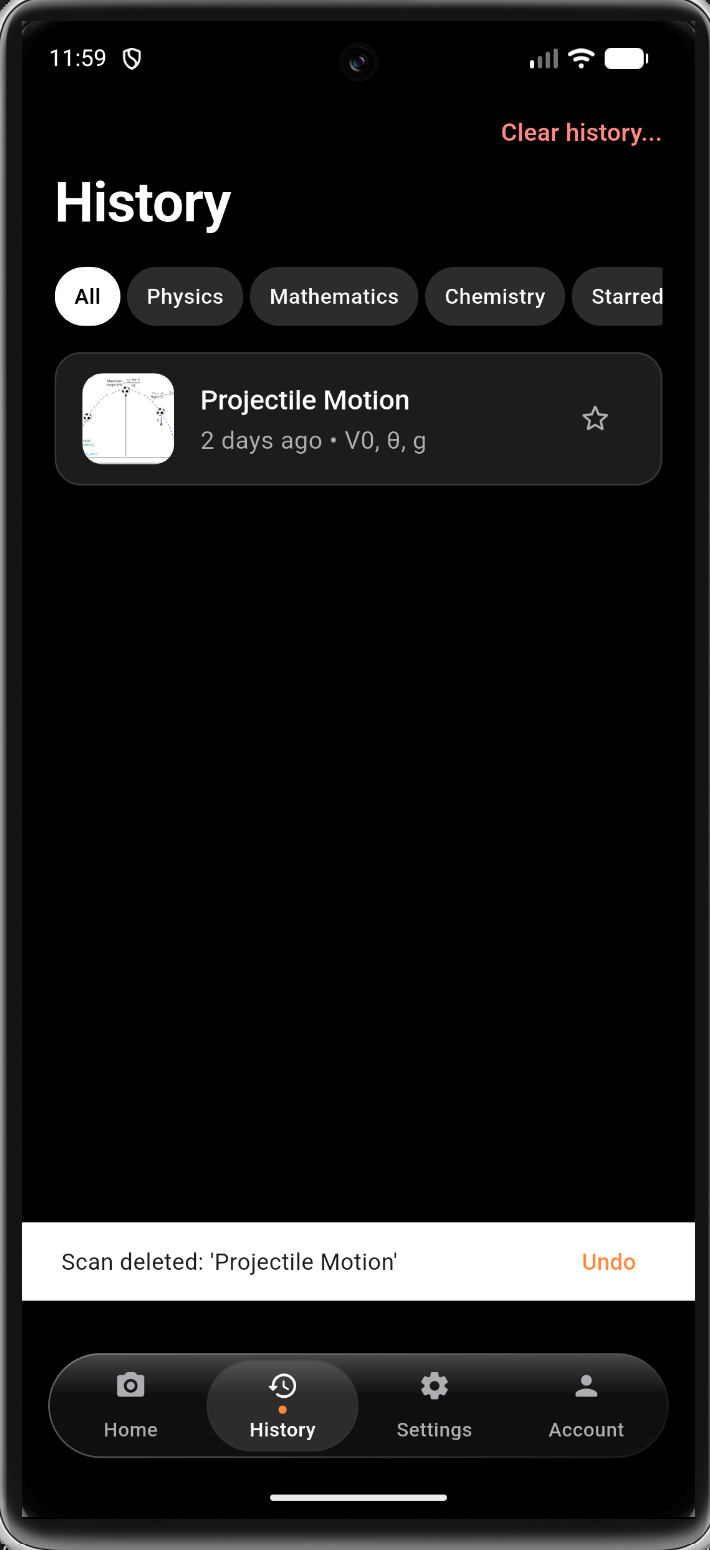 11:59
Clear history...
History
All Physics Mathematics Chemistry Starred
Projectile Motion
2 days ago • V0, θ, g
Scan deleted: 'Projectile Motion'
Undo
Home History Settings Account